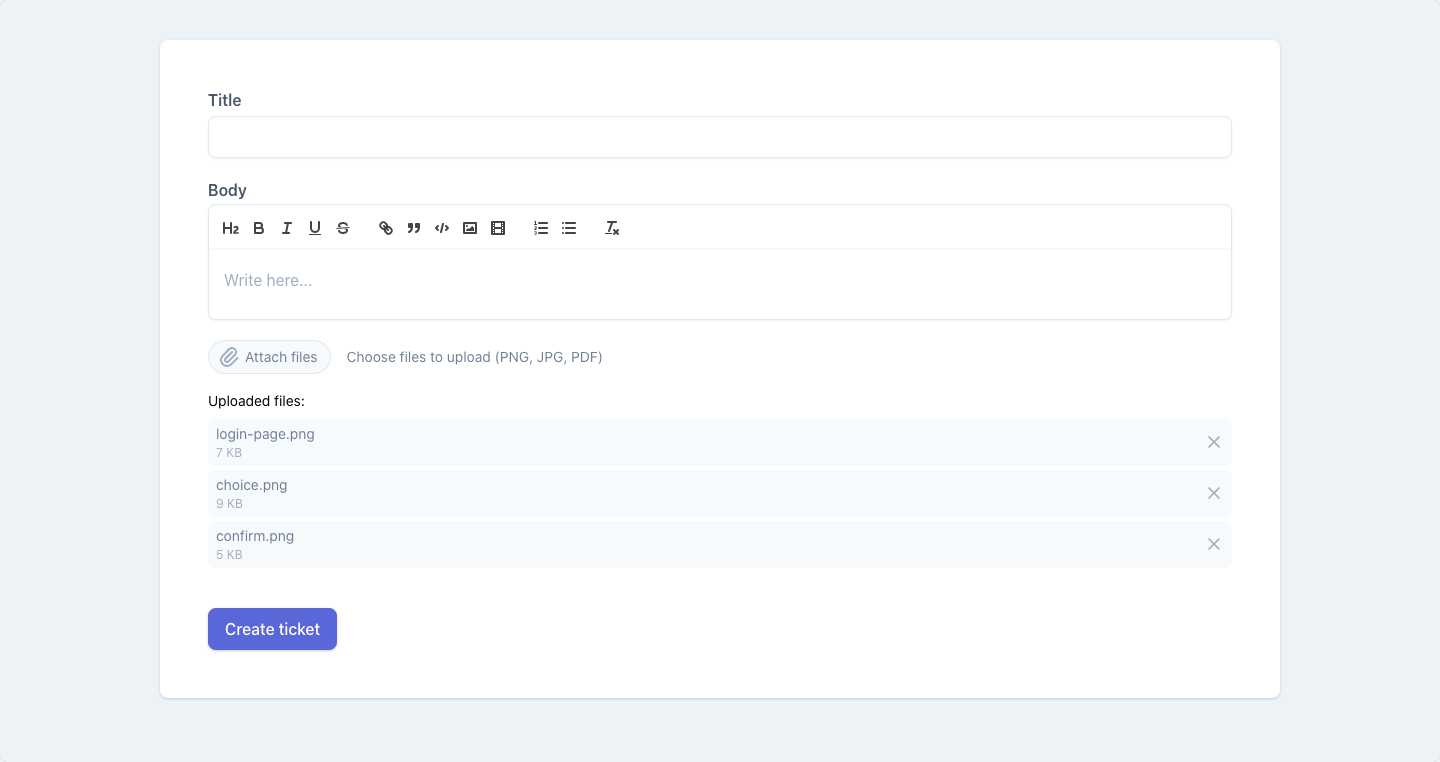 Title
Body
H2 B I U S
Write here...
Attach files Choose files to upload (PNG, JPG, PDF)
Uploaded files:
login-page.png
7 KB
choice.png
9 KB
confirm.png
5 KB
Create ticket